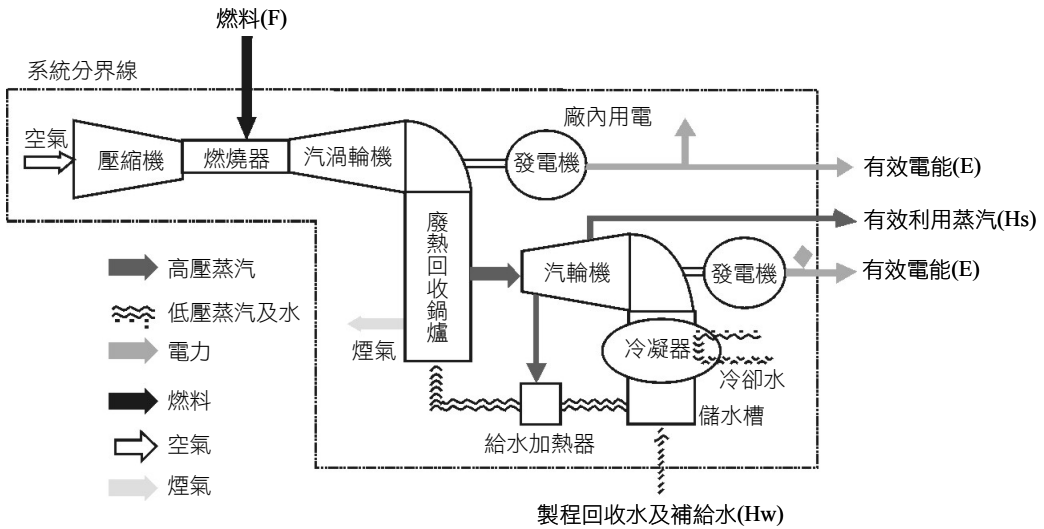 燃料(F)
系統分界線
廠內用電
空氣
壓縮機
燃燒器
汽渦輪機
發電機
有效電能(E)
有效利用蒸汽(Hs)
廢熱回收鍋爐
汽輪機
發電機
有效電能(E)
高壓蒸汽
低壓蒸汽及水
電力
燃料
空氣
煙氣
煙氣
冷凝器
冷卻水
儲水槽
給水加熱器
製程回收水及補給水(Hw)